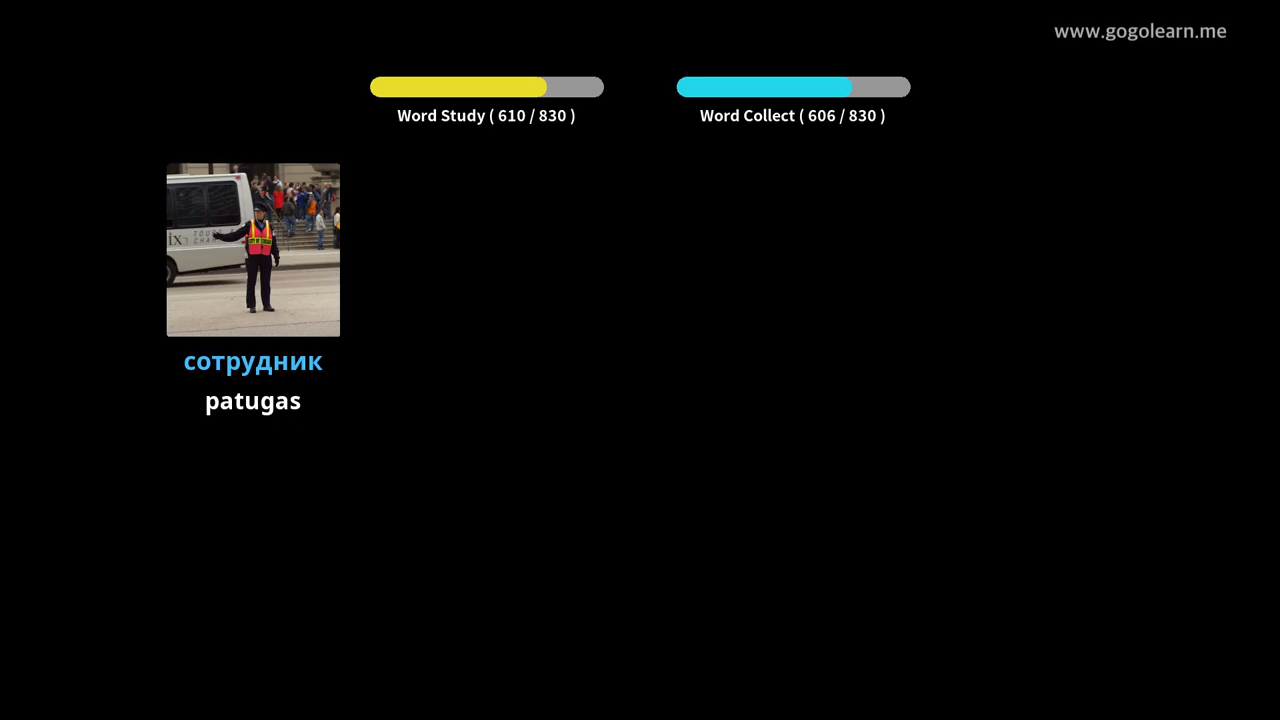 www.gogolearn.me
Word Study ( 610 / 830 )
Word Collect ( 606 / 830 )
сотрудник
patugas